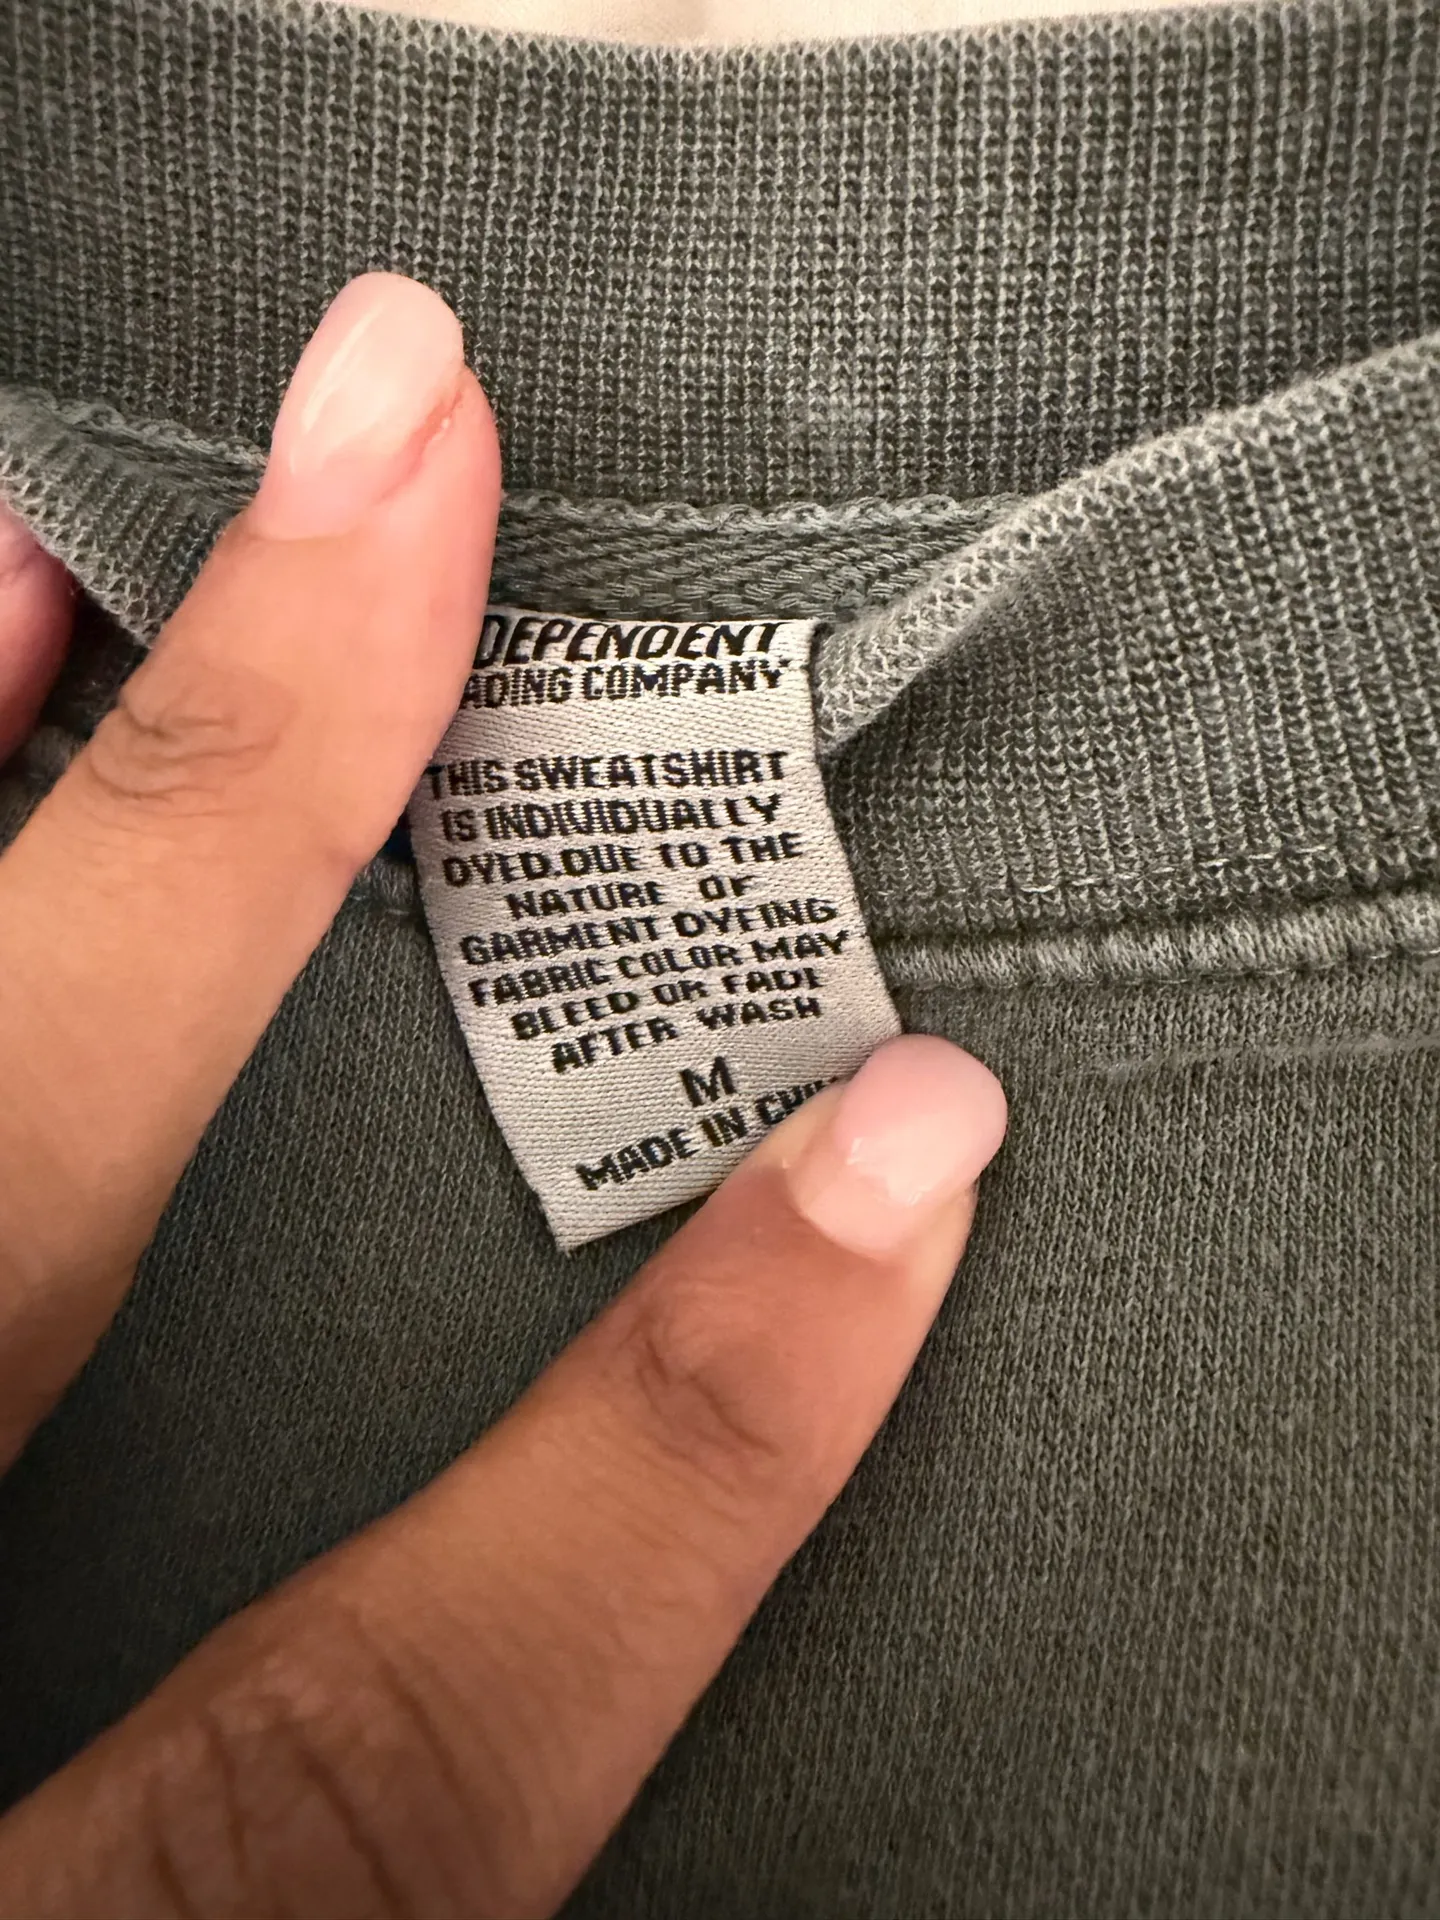 DEPENDENT
ADING COMPANY
THIS SWEATSHIRT
IS INDIVIDUALLY
DYED.DUE TO THE
NATURE OF
GARMENT DYEING
FABRIC COLOR MAY
BLEED OR FADE
AFTER WASH
M
MADE IN CHI